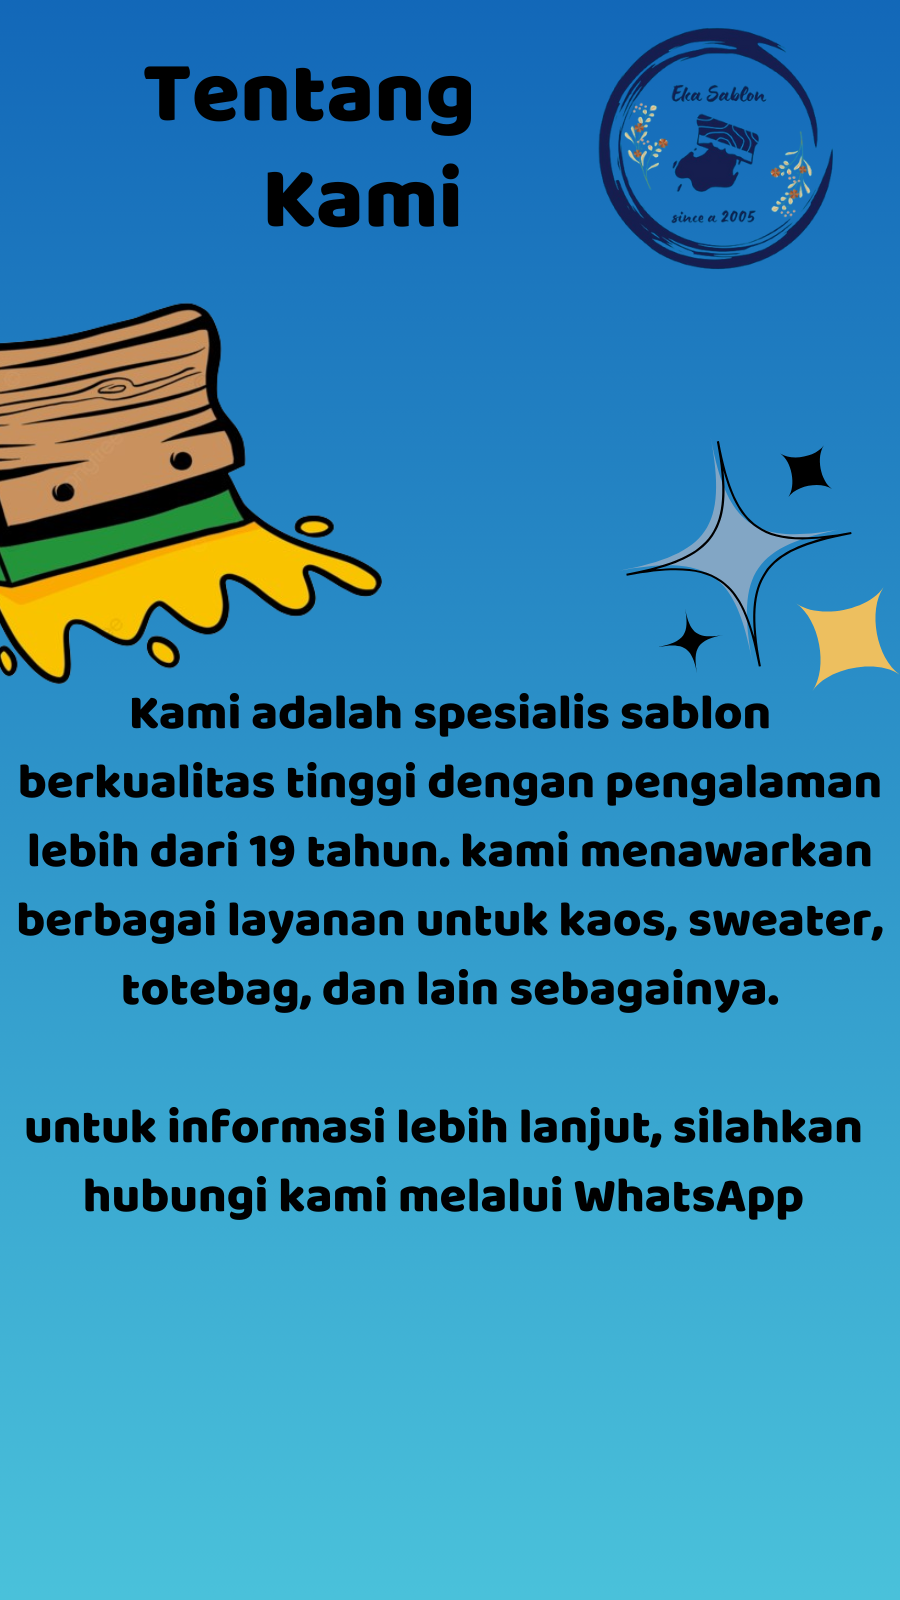 Tentang
Kami
Eka Sablon
since a 2005
Kami adalah spesialis sablon
berkualitas tinggi dengan pengalaman
lebih dari 19 tahun. kami menawarkan
berbagai layanan untuk kaos, sweater,
totebag, dan lain sebagainya.
untuk informasi lebih lanjut, silahkan
hubungi kami melalui WhatsApp